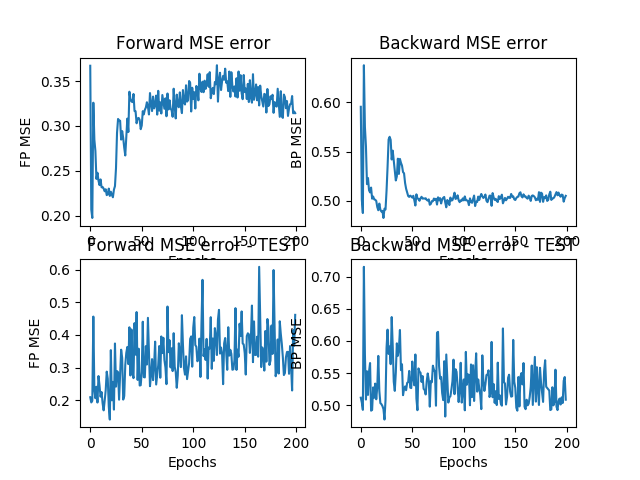 Forward MSE error
Backward MSE error
FP MSE
0.35
0.30
0.25
0.20
0 50 100 150 200
Epochs
BP MSE
0.60
0.55
0.50
0 50 100 150 200
Epochs
Forward MSE error - TEST
Backward MSE error - TEST
FP MSE
0.6
0.5
0.4
0.3
0.2
0 50 100 150 200
Epochs
BP MSE
0.70
0.65
0.60
0.55
0.50
0 50 100 150 200
Epochs